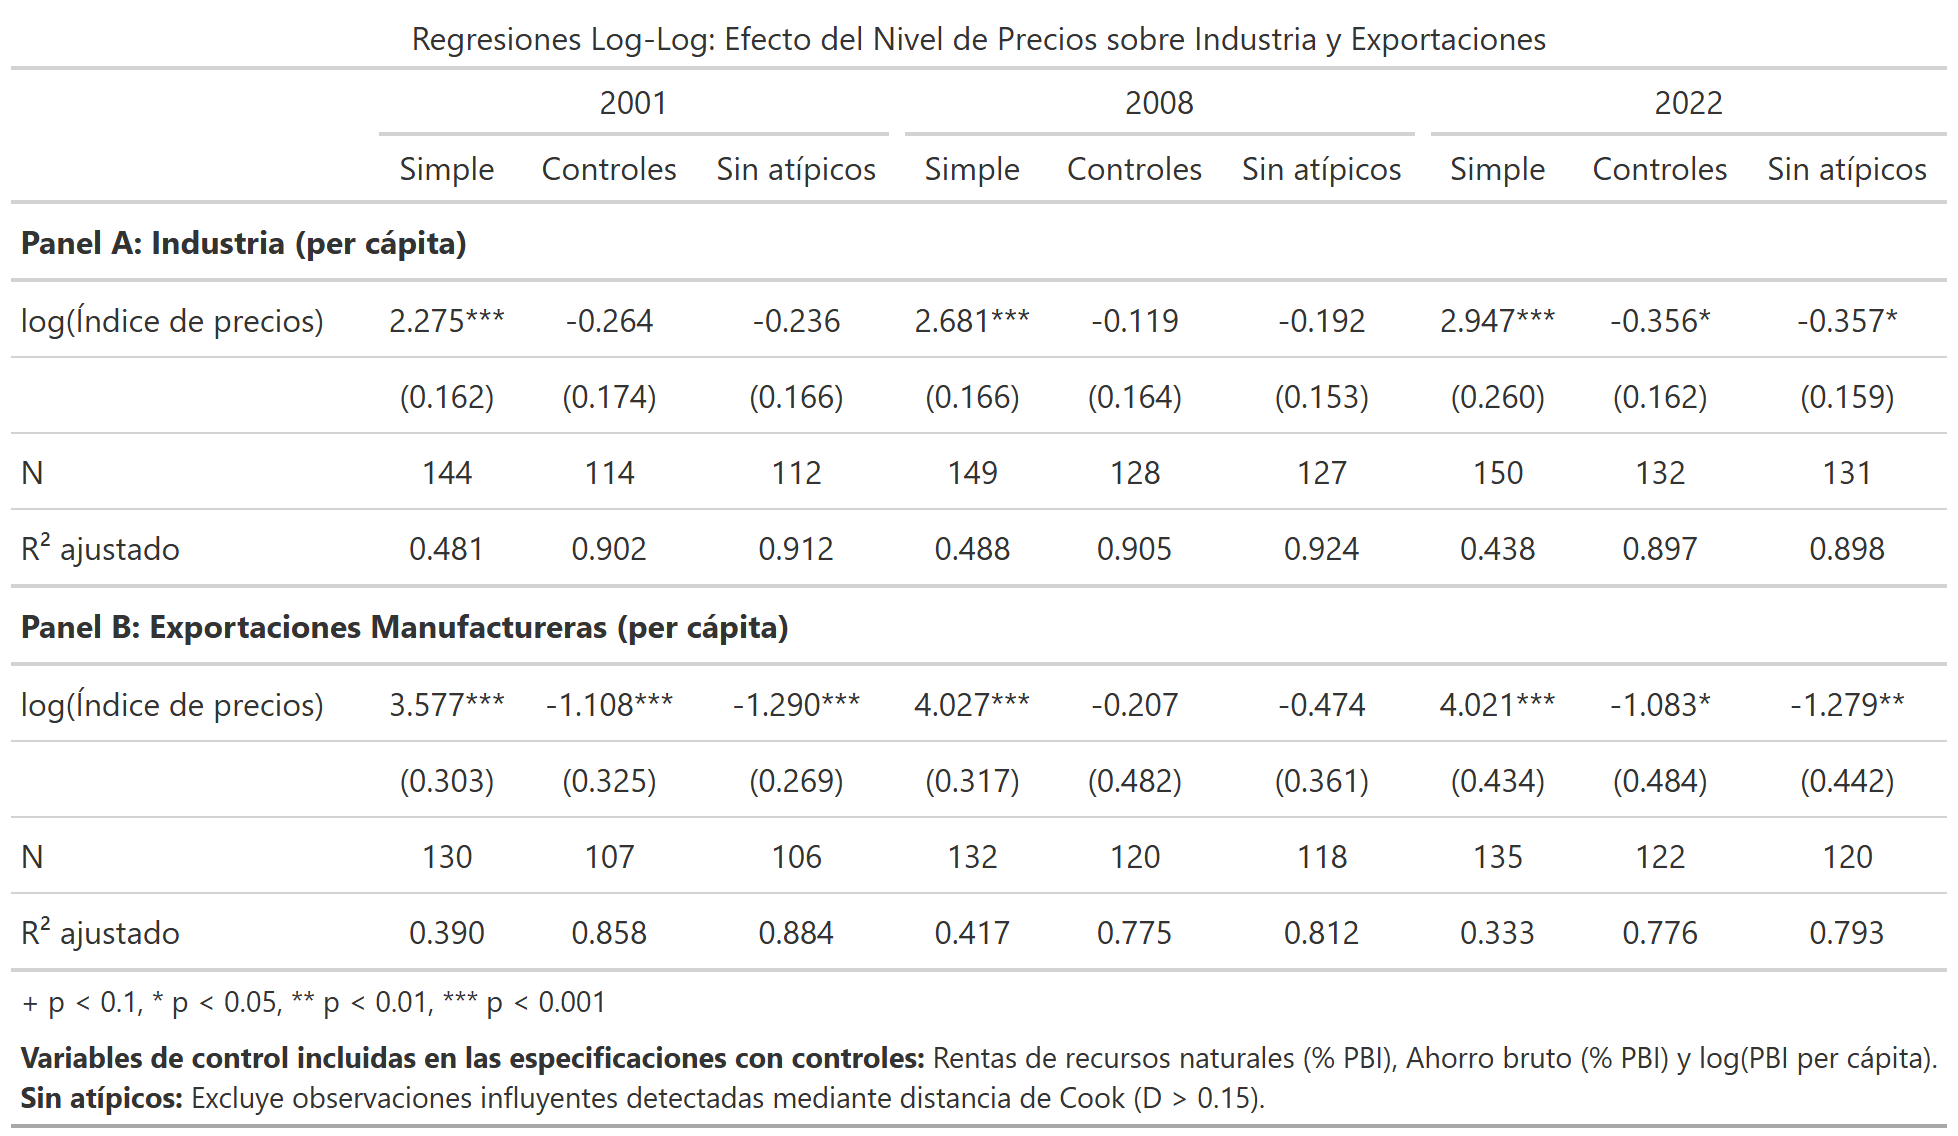 Regresiones Log-Log: Efecto del Nivel de Precios sobre Industria y Exportaciones
2001 2008 2022
Simple Controles Sin atípicos Simple Controles Sin atípicos Simple Controles Sin atípicos
Panel A: Industria (per cápita)
log(Índice de precios) 2.275*** -0.264 -0.236 2.681*** -0.119 -0.192 2.947*** -0.356* -0.357*
(0.162) (0.174) (0.166) (0.166) (0.164) (0.153) (0.260) (0.162) (0.159)
N 144 114 112 149 128 127 150 132 131
R² ajustado 0.481 0.902 0.912 0.488 0.905 0.924 0.438 0.897 0.898
Panel B: Exportaciones Manufactureras (per cápita)
log(Índice de precios) 3.577*** -1.108*** -1.290*** 4.027*** -0.207 -0.474 4.021*** -1.083* -1.279**
(0.303) (0.325) (0.269) (0.317) (0.482) (0.361) (0.434) (0.484) (0.442)
N 130 107 106 132 120 118 135 122 120
R² ajustado 0.390 0.858 0.884 0.417 0.775 0.812 0.333 0.776 0.793
+ p < 0.1, * p < 0.05, ** p < 0.01, *** p < 0.001
Variables de control incluidas en las especificaciones con controles: Rentas de recursos naturales (% PBI), Ahorro bruto (% PBI) y log(PBI per cápita).
Sin atípicos: Excluye observaciones influyentes detectadas mediante distancia de Cook (D > 0.15).